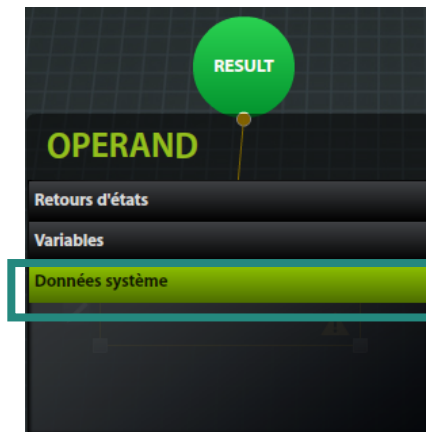 RESULT
OPERAND
Retours d'états
Variables
Données système